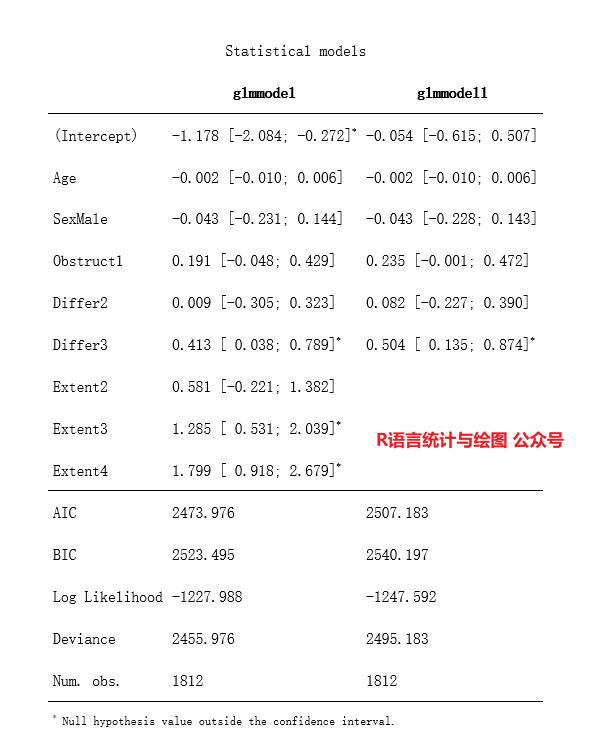 Statistical models
glmmodel glmmodel1
(Intercept) -1.178 [-2.084; -0.272]* -0.054 [-0.615; 0.507]
Age -0.002 [-0.010; 0.006] -0.002 [-0.010; 0.006]
SexMale -0.043 [-0.231; 0.144] -0.043 [-0.228; 0.143]
Obstruct1 0.191 [-0.048; 0.429] 0.235 [-0.001; 0.472]
Differ2 0.009 [-0.305; 0.323] 0.082 [-0.227; 0.390]
Differ3 0.413 [ 0.038; 0.789]* 0.504 [ 0.135; 0.874]*
Extent2 0.581 [-0.221; 1.382]
Extent3 1.285 [ 0.531; 2.039]*
R语言统计与绘图 公众号
Extent4 1.799 [ 0.918; 2.679]*
AIC 2473.976 2507.183
BIC 2523.495 2540.197
Log Likelihood -1227.988 -1247.592
Deviance 2455.976 2495.183
Num. obs. 1812 1812
* Null hypothesis value outside the confidence interval.